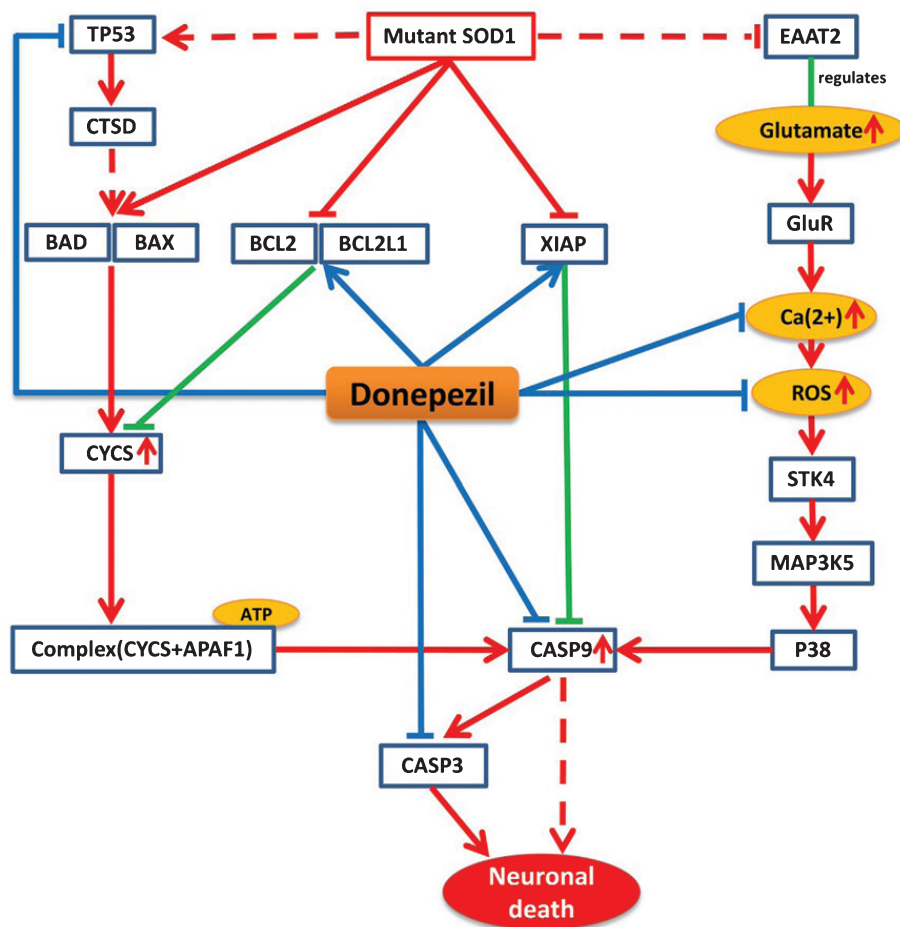 TP53
Mutant SOD1
EAAT2
regulates
CTSD
Glutamate
GluR
BAD
BAX
BCL2
BCL2L1
XIAP
Ca(2+)
Donepezil
ROS
CYCS
STK4
MAP3K5
ATP
Complex(CYCS+APAF1)
CASP9
P38
CASP3
Neuronal
death